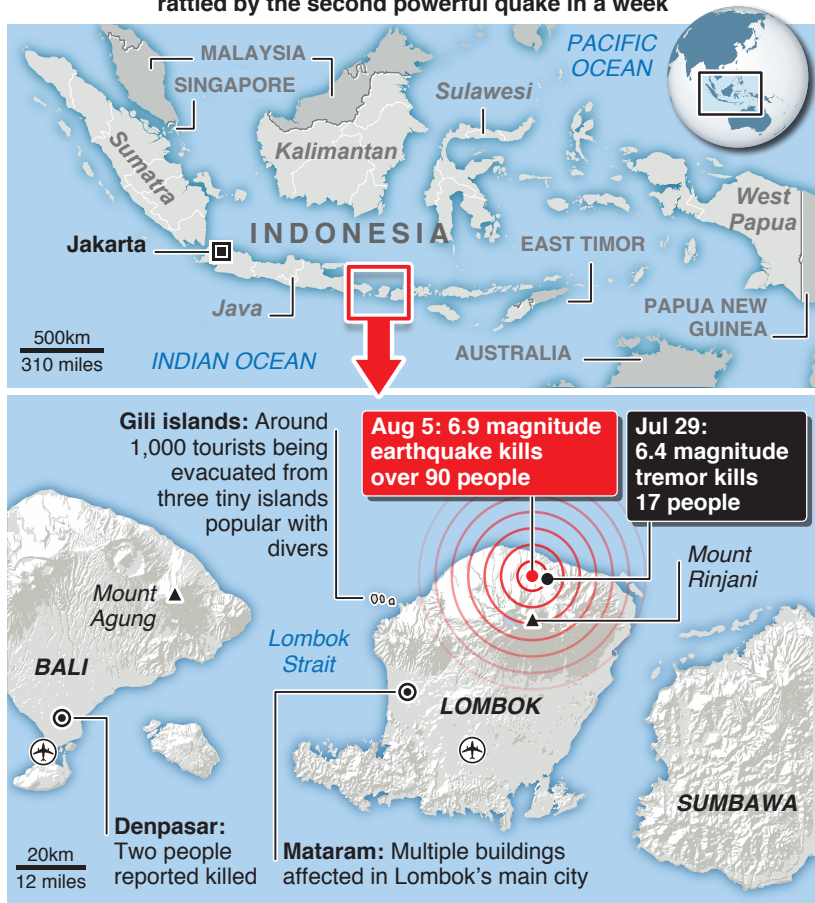 rattled by the second powerful quake in a week
PACIFIC
OCEAN
MALAYSIA
SINGAPORE
Sulawesi
Sumatra
Kalimantan
West
Papua
INDONESIA
Jakarta
EAST TIMOR
Java
PAPUA NEW
GUINEA
500km
310 miles
INDIAN OCEAN
AUSTRALIA
Gili islands: Around
1,000 tourists being
evacuated from
three tiny islands
popular with
divers
Aug 5: 6.9 magnitude
earthquake kills
over 90 people
Jul 29:
6.4 magnitude
tremor kills
17 people
Mount
Rinjani
Mount
Agung
Lombok
Strait
BALI
LOMBOK
SUMBAWA
Denpasar:
Two people
reported killed
Mataram: Multiple buildings
affected in Lombok's main city
20km
12 miles